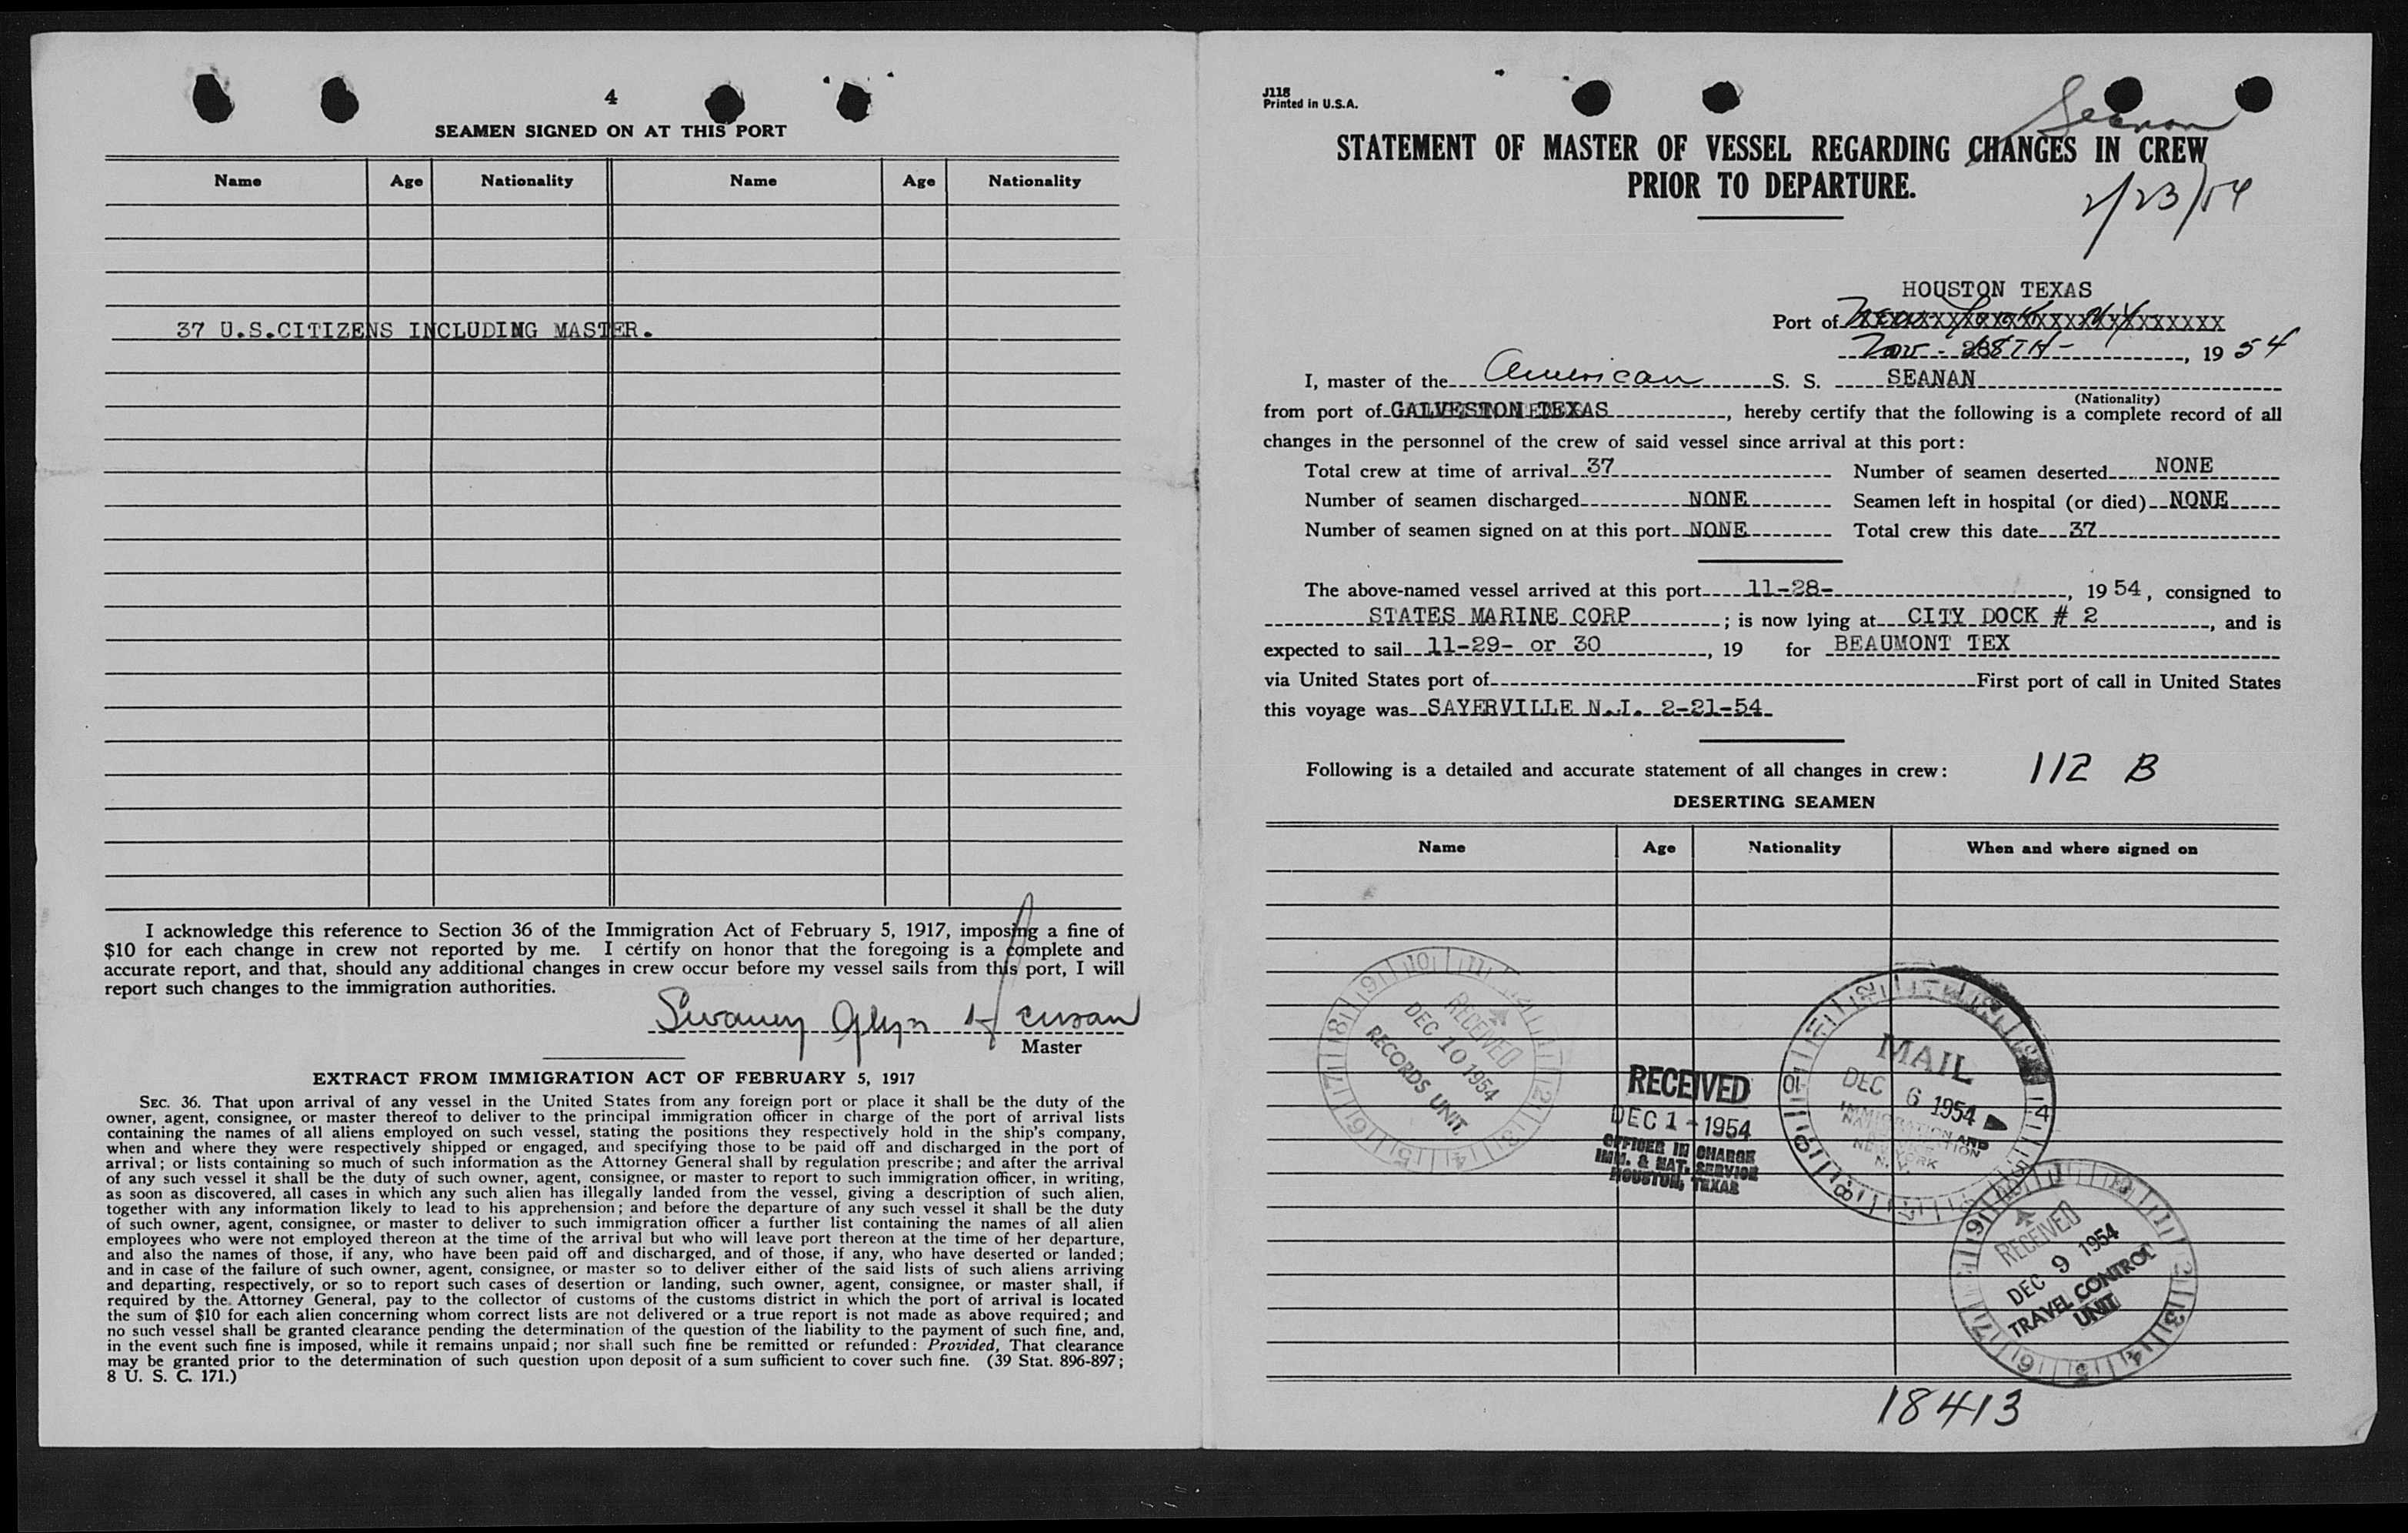 4
SEAMEN SIGNED ON AT THIS PORT
Name Age Nationality Name Age Nationality
37 U.S.CITIZENS INCLUDING MASTER.
I acknowledge this reference to Section 36 of the Immigration Act of February 5, 1917, imposing a fine of
$10 for each change in crew not reported by me. I certify on honor that the foregoing is a complete and
accurate report, and that, should any additional changes in crew occur before my vessel sails from this port, I will
report such changes to the immigration authorities.
Master
EXTRACT FROM IMMIGRATION ACT OF FEBRUARY 5, 1917
SEC. 36. That upon arrival of any vessel in the United States from any foreign port or place it shall be the duty of the
owner, agent, consignee, or master thereof to deliver to the principal immigration officer in charge of the port of arrival lists
containing the names of all aliens employed on such vessel, stating the positions they respectively hold in the ship's company,
when and where they were respectively shipped or engaged, and specifying those to be paid off and discharged in the port of
arrival; or lists containing so much of such information as the Attorney General shall by regulation prescribe; and after the arrival
of any such vessel it shall be the duty of such owner, agent, consignee, or master to report to such immigration officer, in writing,
as soon as discovered, all cases in which any such alien has illegally landed from the vessel, giving a description of such alien,
together with any information likely to lead to his apprehension; and before the departure of any such vessel it shall be the duty
of such owner, agent, consignee, or master to deliver to such immigration officer a further list containing the names of all alien
employees who were not employed thereon at the time of the arrival but who will leave port thereon at the time of her departure,
and also the names of those, if any, who have been paid off and discharged, and of those, if any, who have deserted or landed;
and in case of the failure of such owner, agent, consignee, or master so to deliver either of the said lists of such aliens arriving
and departing, respectively, or so to report such cases of desertion or landing, such owner, agent, consignee, or master shall, if
required by the Attorney General, pay to the collector of customs of the customs district in which the port of arrival is located
the sum of $10 for each alien concerning whom correct lists are not delivered or a true report is not made as above required; and
no such vessel shall be granted clearance pending the determination of the question of the liability to the payment of such fine, and,
in the event such fine is imposed, while it remains unpaid; nor shall such fine be remitted or refunded: Provided, That clearance
may be granted prior to the determination of such question upon deposit of a sum sufficient to cover such fine. (39 Stat. 896-897;
8 U. S. C. 171.)
J118
Printed in U.S.A.
Seanan
STATEMENT OF MASTER OF VESSEL REGARDING CHANGES IN CREW
PRIOR TO DEPARTURE.
2/23/54
HOUSTON TEXAS
Port of New York NY
Nov - 28TH - , 19 54
I, master of the American S. S. SEANAN
(Nationality)
from port of GALVESTON TEXAS, hereby certify that the following is a complete record of all
changes in the personnel of the crew of said vessel since arrival at this port:
Total crew at time of arrival 37 Number of seamen deserted NONE
Number of seamen discharged NONE Seamen left in hospital (or died) NONE
Number of seamen signed on at this port NONE Total crew this date 37
The above-named vessel arrived at this port 11-28- , 19 54, consigned to
STATES MARINE CORP ; is now lying at CITY DOCK # 2, and is
expected to sail 11-29- or 30, 19 for BEAUMONT TEX
via United States port of First port of call in United States
this voyage was SAYERVILLE N.J. 2-21-54
Following is a detailed and accurate statement of all changes in crew: 112 B
DESERTING SEAMEN
Name Age Nationality When and where signed on
RECEIVED
DEC 10 1954
RECORDS UNIT
RECEIVED
DEC 1 - 1954
OFFICER IN CHARGE
IMM. & NAT. SERVICE
HOUSTON, TEXAS
MAIL
DEC 6 1954
IMMIGRATION AND
NEW YORK
N. Y.
RECEIVED
DEC 9 1954
TRAVEL CONTROL
UNIT
18413